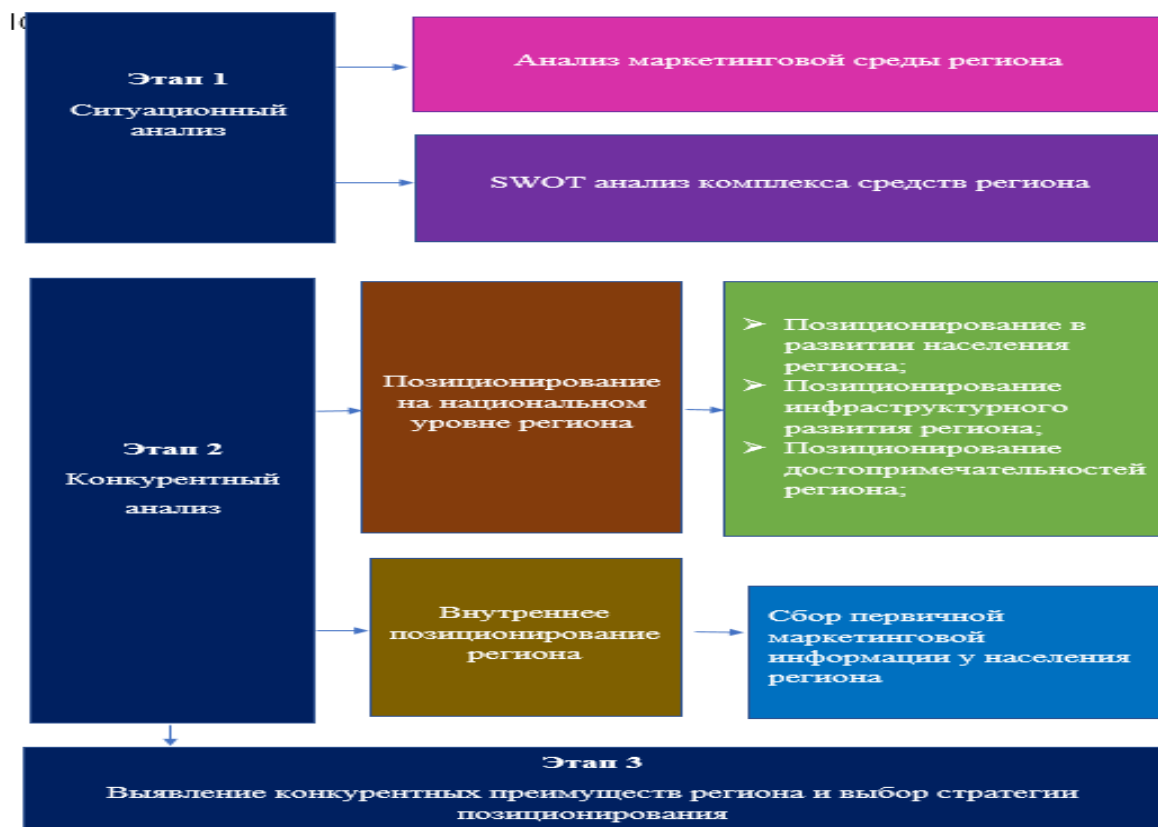 Этап 1
Ситуационный
анализ
Анализ маркетинговой среды региона
SWOT анализ комплекса средств региона
Этап 2
Конкурентный
анализ
Позиционирование
на национальном
уровне региона
➢ Позиционирование в
развитии населения
региона;
➢ Позиционирование
инфраструктурного
развития региона;
➢ Позиционирование
достопримечательностей
региона;
Внутреннее
позиционирование
региона
Сбор первичной
маркетинговой
информации у населения
региона
Этап 3
Выявление конкурентных преимуществ региона и выбор стратегии
позиционирования